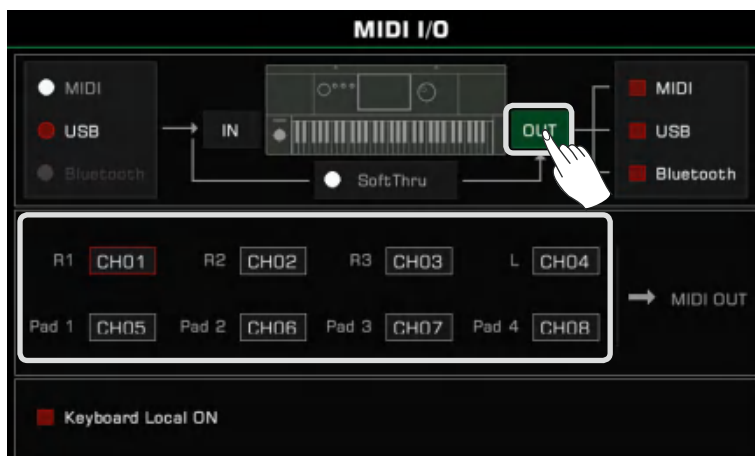 MIDI I/O
MIDI
USB
Bluetooth
IN
SoftThru
OUT
MIDI
USB
Bluetooth
R1 CH01 R2 CH02 R3 CH03 L CH04
Pad 1 CH05 Pad 2 CH06 Pad 3 CH07 Pad 4 CH08
MIDI OUT
Keyboard Local ON